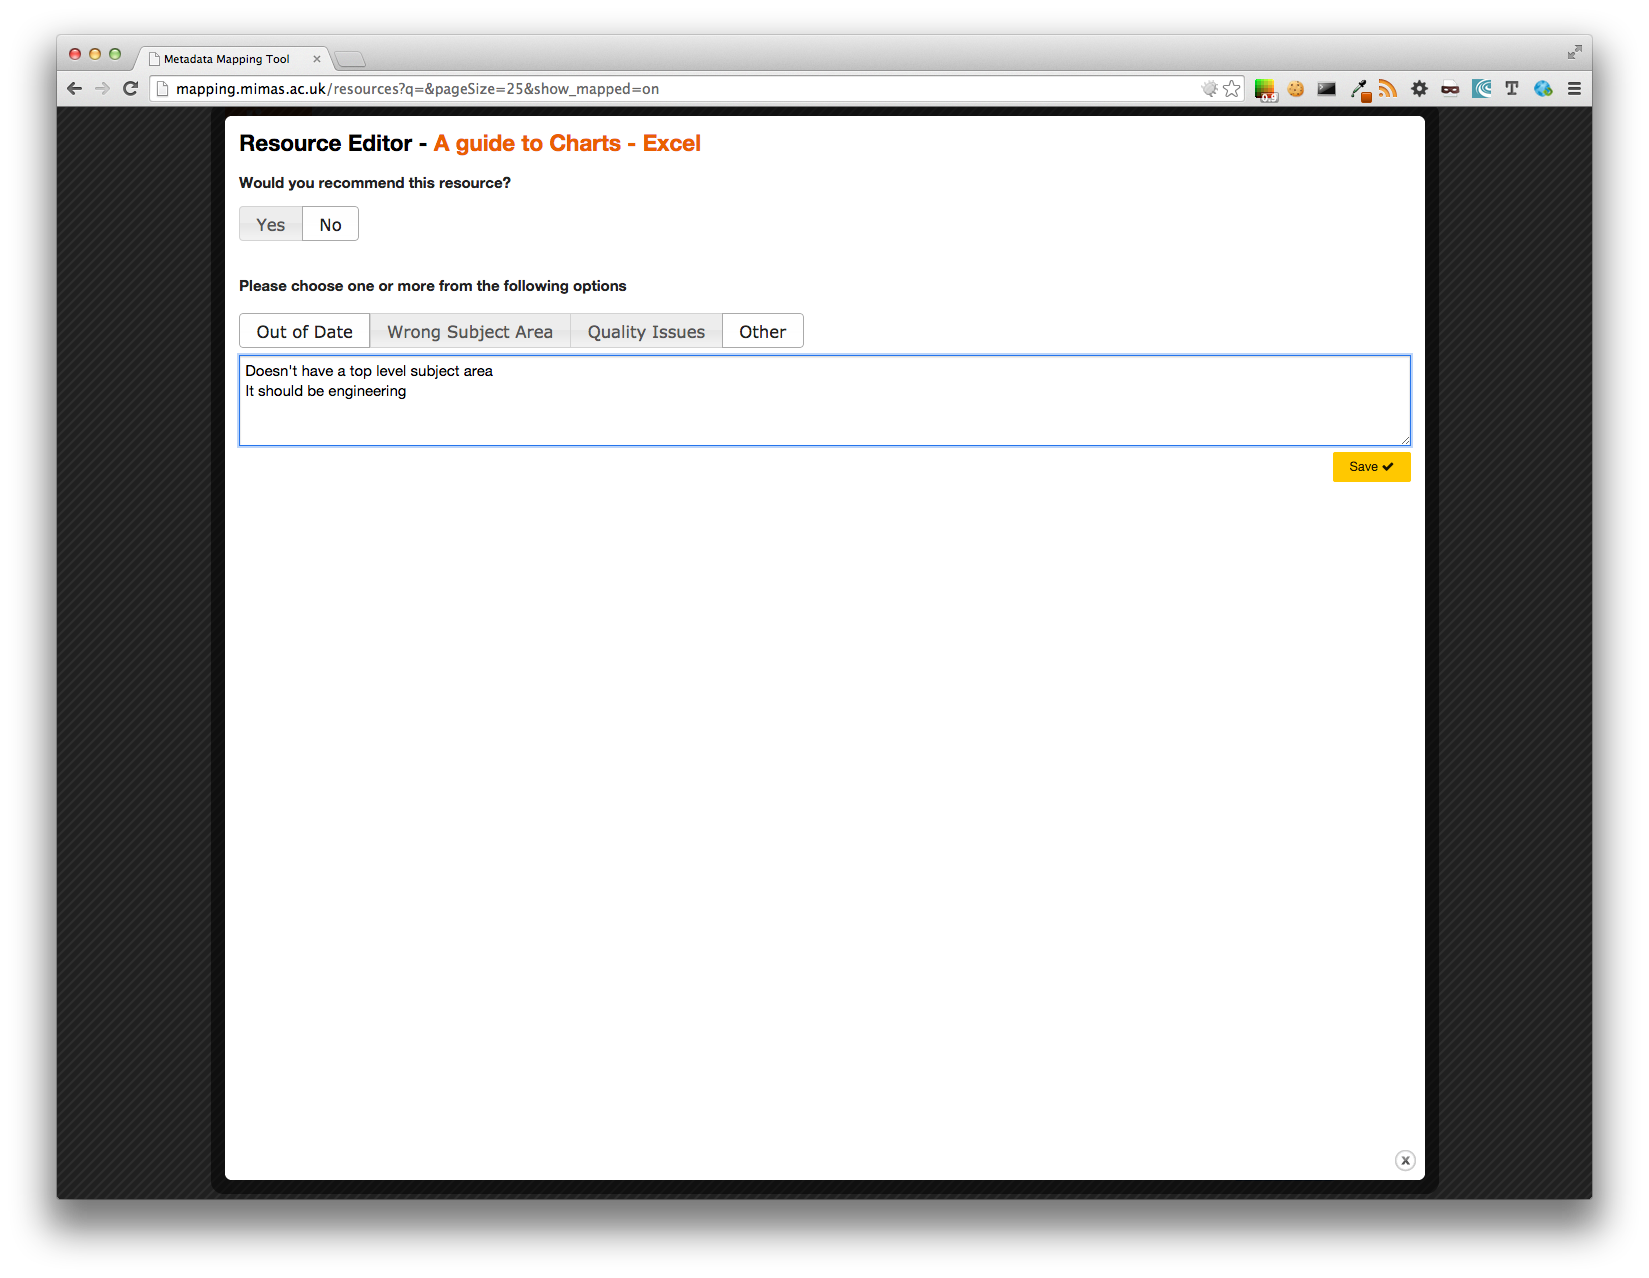 Metadata Mapping Tool
mapping.mimas.ac.uk/resources?q=&pageSize=25&show_mapped=on
0.5
Resource Editor - A guide to Charts - Excel
Would you recommend this resource?
Yes No
Please choose one or more from the following options
Out of Date Wrong Subject Area Quality Issues Other
Doesn't have a top level subject area
It should be engineering
Save